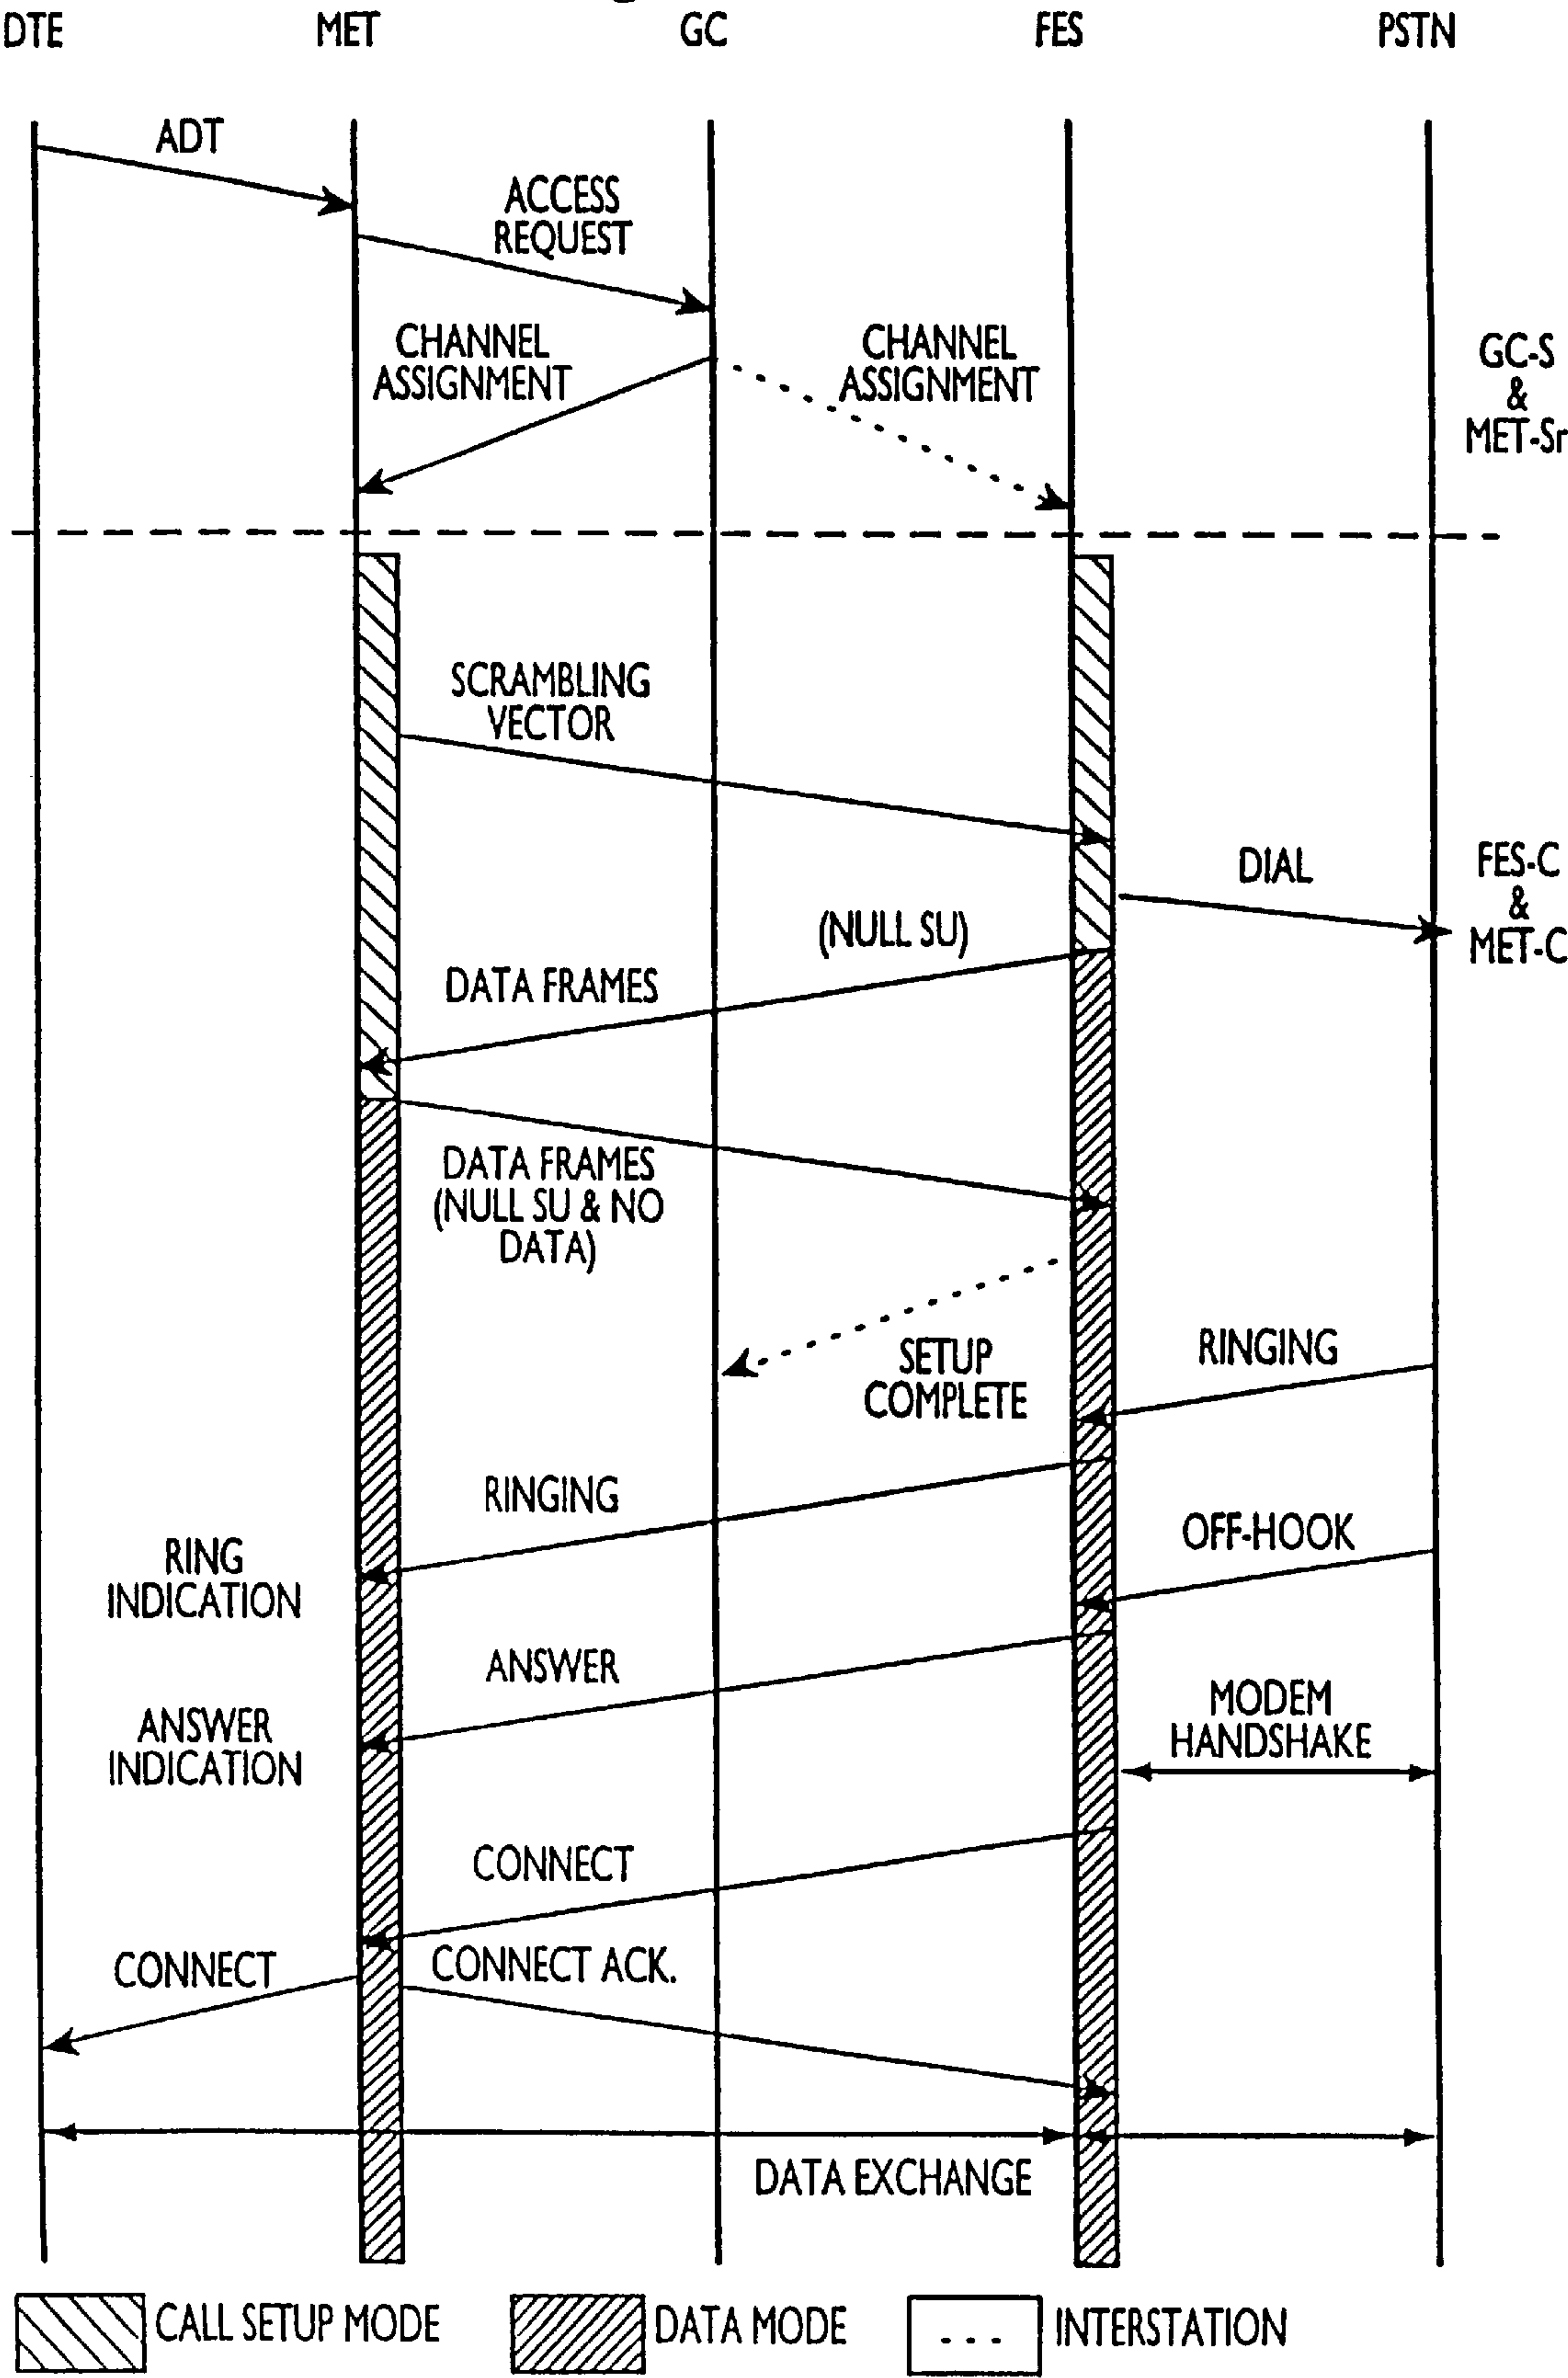 DTE MET GC FES PSTN
ADT
ACCESS
REQUEST
CHANNEL
ASSIGNMENT
CHANNEL
ASSIGNMENT
GC-S
&
MET-Sr
SCRAMBLING
VECTOR
DIAL
FES-C
&
MET-C
(NULL SU)
DATA FRAMES
DATA FRAMES
(NULL SU & NO
DATA)
SETUP
COMPLETE
RINGING
RINGING
RING
INDICATION
OFF-HOOK
ANSWER
ANSWER
INDICATION
MODEM
HANDSHAKE
CONNECT
CONNECT
CONNECT ACK.
DATA EXCHANGE
CALL SETUP MODE
DATA MODE
INTERSTATION